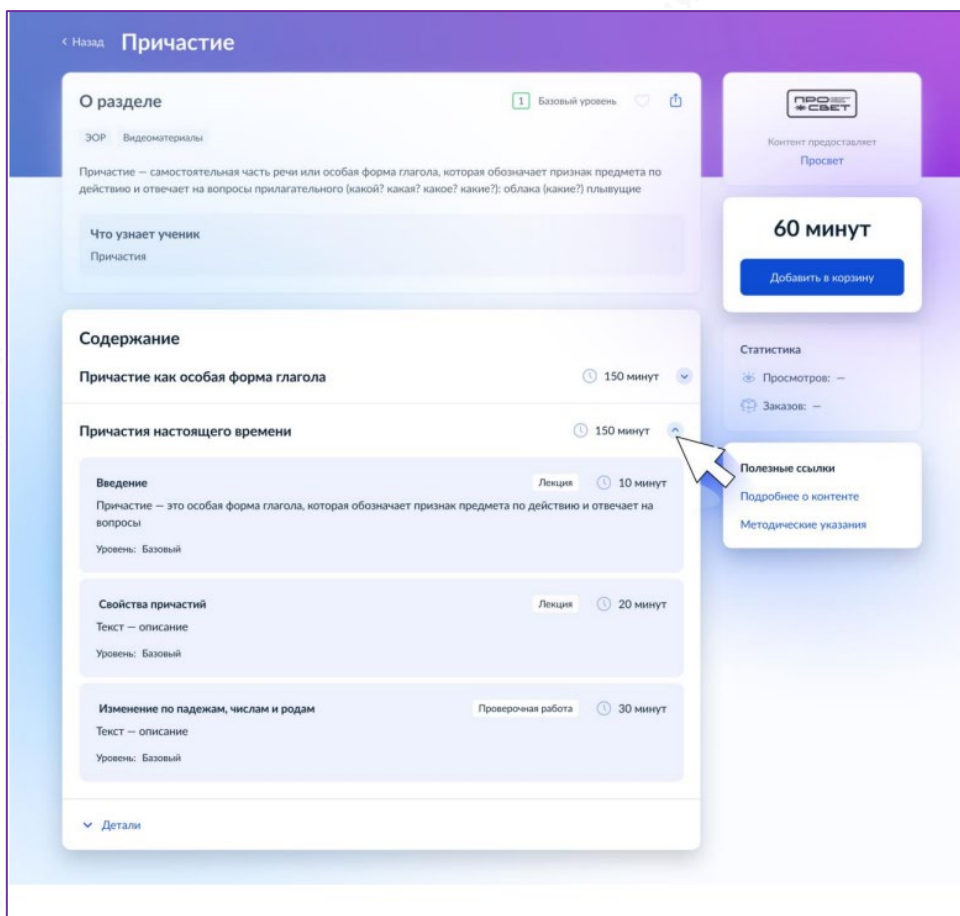 Назад Причастие
О разделе
1 Базовый уровень
ЭОР Видеоматериалы
Причастие — самостоятельная часть речи или особая форма глагола, которая обозначает признак предмета по
действию и отвечает на вопросы прилагательного (какой? какая? какое? какие?): облака (какие?) плывущие
Что узнает ученик
Причастия
ПРО
СВЕТ
Контент предоставляет
Просвет
60 минут
Добавить в корзину
Статистика
Просмотров: —
Заказов: —
Полезные ссылки
Подробнее о контенте
Методические указания
Содержание
Причастие как особая форма глагола 150 минут
Причастия настоящего времени 150 минут
Введение Лекция 10 минут
Причастие — это особая форма глагола, которая обозначает признак предмета по действию и отвечает на
вопросы
Уровень: Базовый
Свойства причастий Лекция 20 минут
Текст — описание
Уровень: Базовый
Изменение по падежам, числам и родам Проверочная работа 30 минут
Текст — описание
Уровень: Базовый
Детали